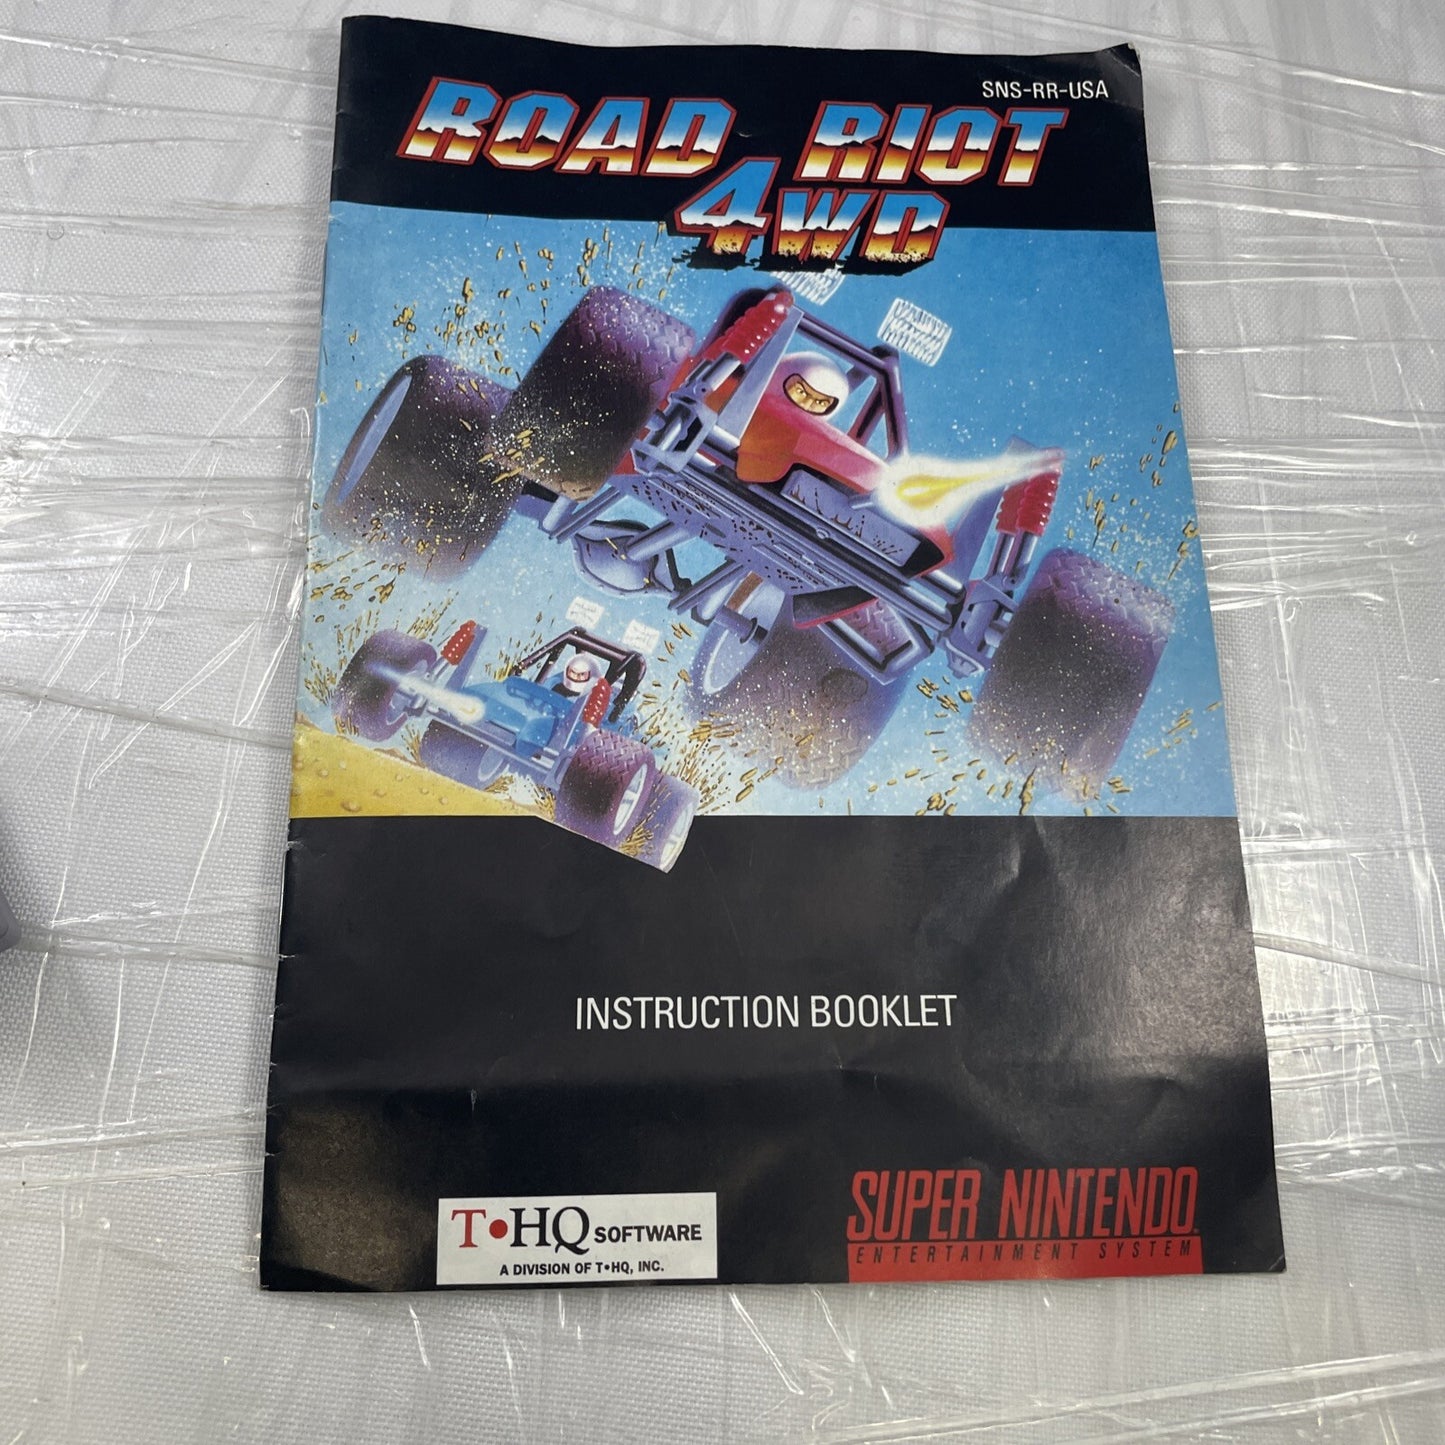 SNS-RR-USA
ROAD RIOT
4WD
INSTRUCTION BOOKLET
T•HQ SOFTWARE
A DIVISION OF T•HQ, INC.
SUPER NINTENDO
ENTERTAINMENT SYSTEM